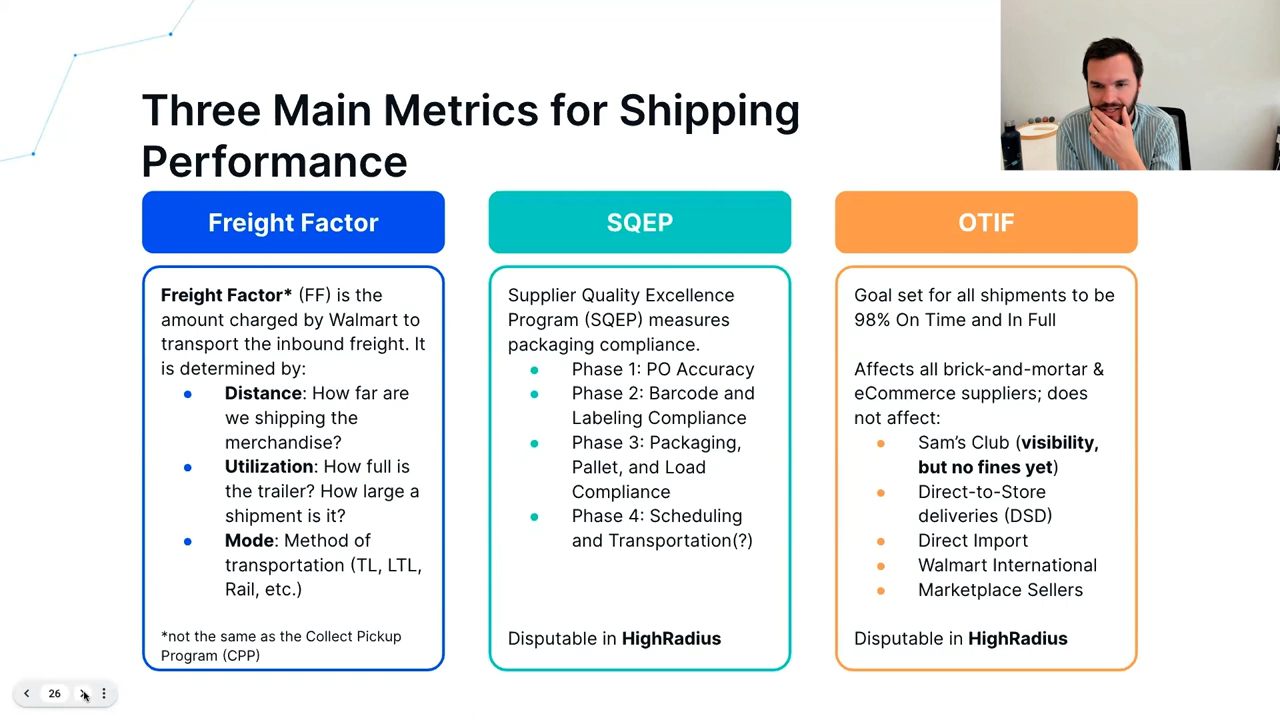 Three Main Metrics for Shipping
Performance
Freight Factor
Freight Factor* (FF) is the
amount charged by Walmart to
transport the inbound freight. It
is determined by:
● Distance: How far are
we shipping the
merchandise?
● Utilization: How full is
the trailer? How large a
shipment is it?
● Mode: Method of
transportation (TL, LTL,
Rail, etc.)
*not the same as the Collect Pickup
Program (CPP)
SQEP
Supplier Quality Excellence
Program (SQEP) measures
packaging compliance.
● Phase 1: PO Accuracy
● Phase 2: Barcode and
Labeling Compliance
● Phase 3: Packaging,
Pallet, and Load
Compliance
● Phase 4: Scheduling
and Transportation(?)
Disputable in HighRadius
OTIF
Goal set for all shipments to be
98% On Time and In Full
Affects all brick-and-mortar &
eCommerce suppliers; does
not affect:
● Sam’s Club (visibility,
but no fines yet)
● Direct-to-Store
deliveries (DSD)
● Direct Import
● Walmart International
● Marketplace Sellers
Disputable in HighRadius
26